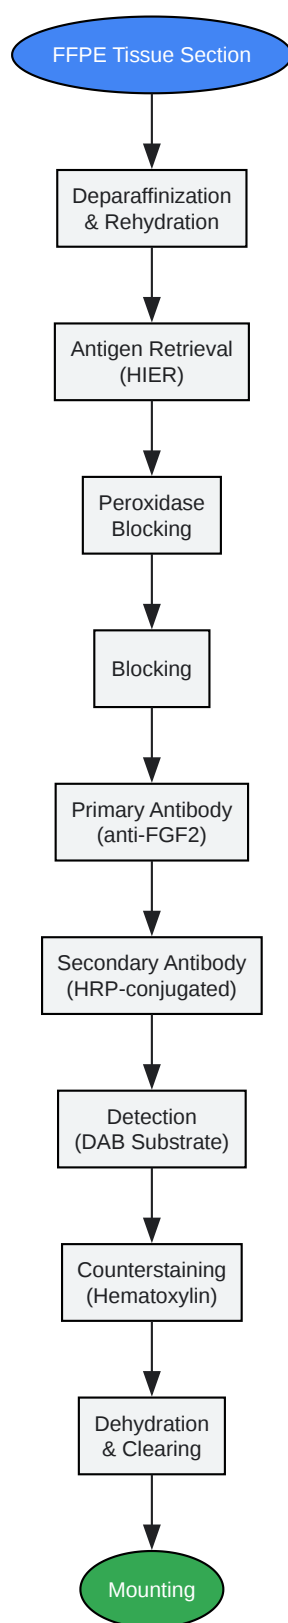 FFPE Tissue Section
Deparaffinization
& Rehydration
Antigen Retrieval
(HIER)
Peroxidase
Blocking
Blocking
Primary Antibody
(anti-FGF2)
Secondary Antibody
(HRP-conjugated)
Detection
(DAB Substrate)
Counterstaining
(Hematoxylin)
Dehydration
& Clearing
Mounting